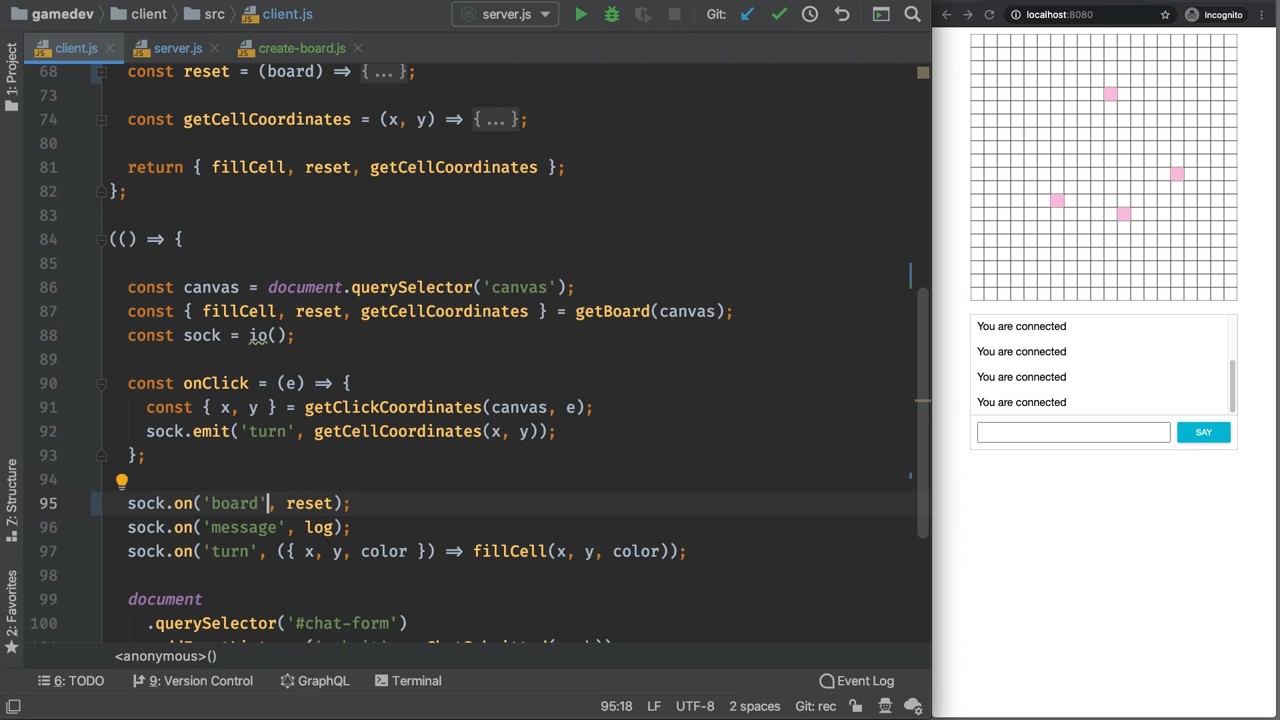 gamedev client src client.js
server.js
Git:
localhost:8080
Incognito
1: Project
7: Structure
2: Favorites
client.js server.js create-board.js
68 const reset = (board) ⇒ {...};
73
74 const getCellCoordinates = (x, y) ⇒ {...};
80
81 return { fillCell, reset, getCellCoordinates };
82 };
83
84 (() ⇒ {
85
86 const canvas = document.querySelector('canvas');
87 const { fillCell, reset, getCellCoordinates } = getBoard(canvas);
88 const sock = io();
89
90 const onClick = (e) ⇒ {
91 const { x, y } = getClickCoordinates(canvas, e);
92 sock.emit('turn', getCellCoordinates(x, y));
93 };
94
95 sock.on('board', reset);
96 sock.on('message', log);
97 sock.on('turn', ({ x, y, color }) ⇒ fillCell(x, y, color));
98
99 document
100 .querySelector('#chat-form')
<anonymous>()
6: TODO 9: Version Control GraphQL Terminal Event Log
95:18 LF UTF-8 2 spaces Git: rec
You are connected
You are connected
You are connected
You are connected
SAY